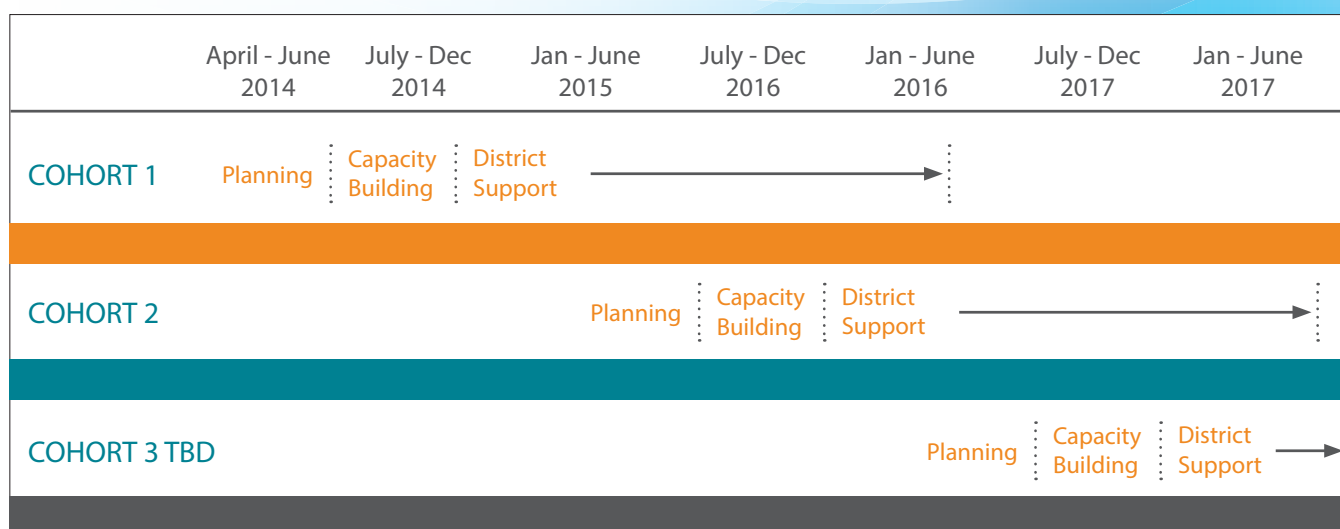 April - June July - Dec Jan - June July - Dec Jan - June July - Dec Jan - June
2014 2014 2015 2016 2016 2017 2017
COHORT 1 Planning Capacity Building District Support
COHORT 2 Planning Capacity Building District Support
COHORT 3 TBD Planning Capacity Building District Support